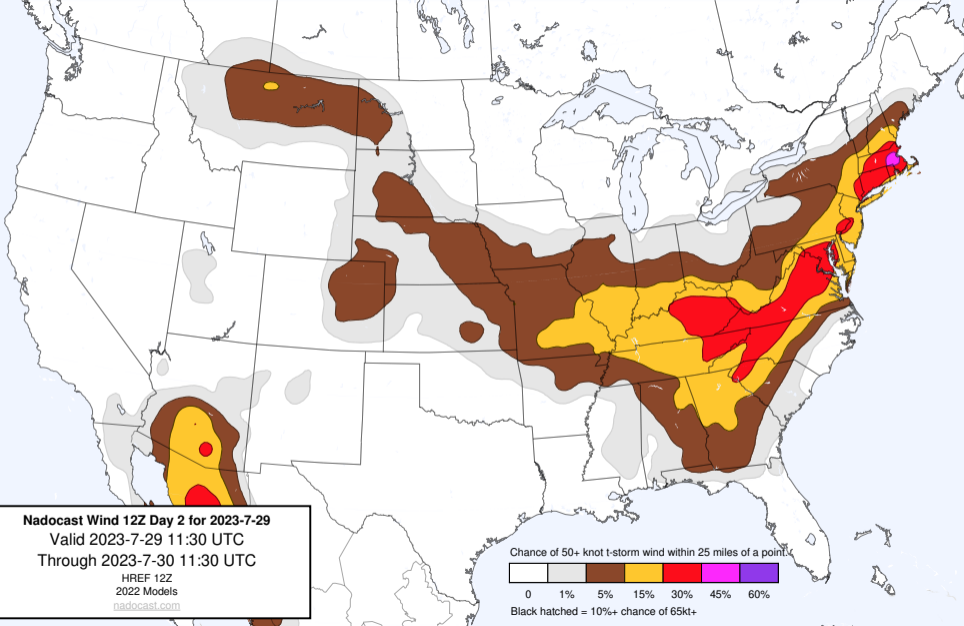 Nadocast Wind 12Z Day 2 for 2023-7-29
Valid 2023-7-29 11:30 UTC
Through 2023-7-30 11:30 UTC
HREF 12Z
2022 Models
nadocast.com
Chance of 50+ knot t-storm wind within 25 miles of a point.
0 1% 5% 15% 30% 45% 60%
Black hatched = 10%+ chance of 65kt+